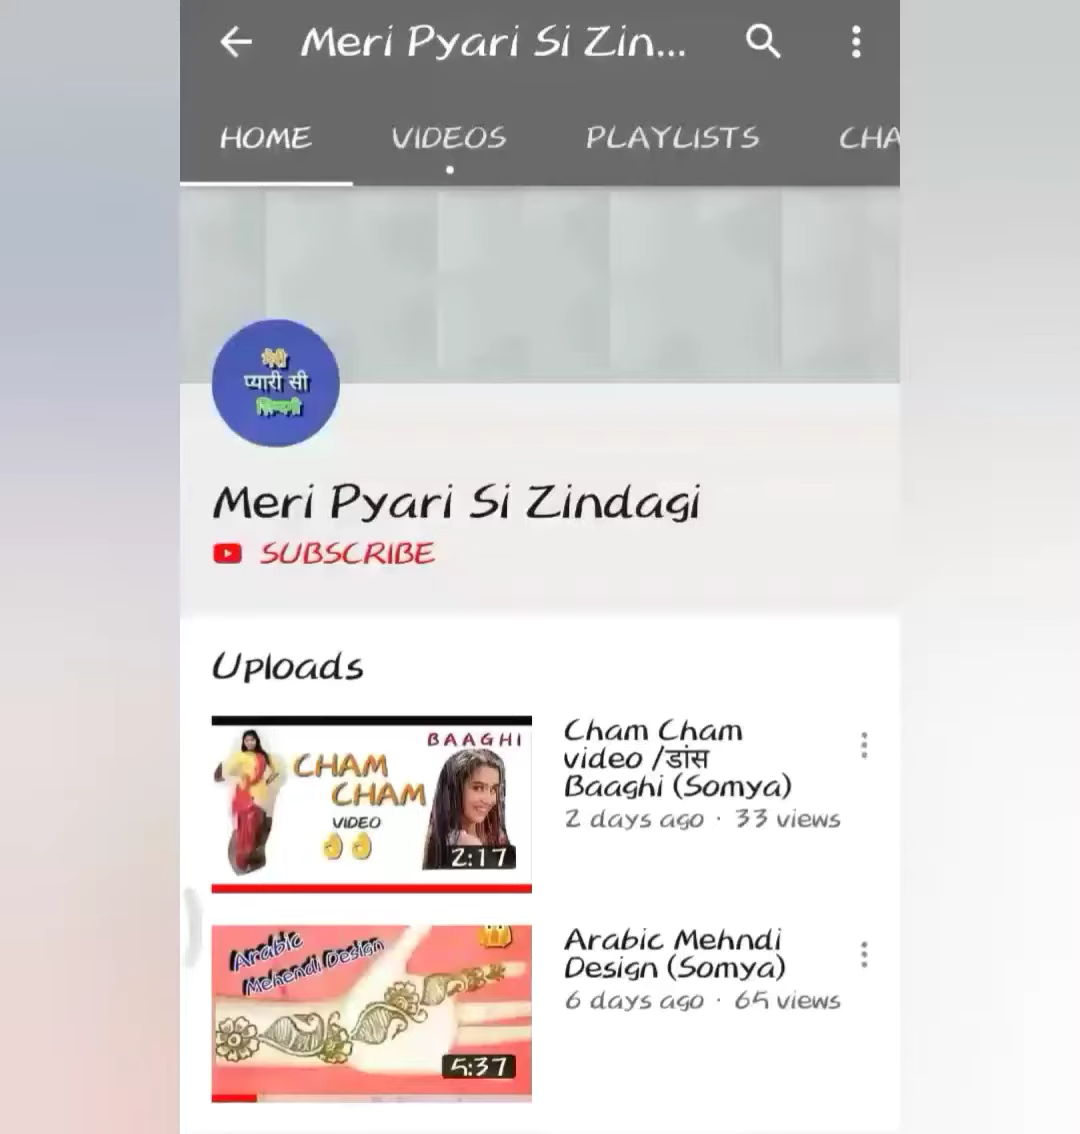 Meri Pyari Si Zin...
HOME VIDEOS PLAYLISTS CHA
मेरी
प्यारी सी
ज़िन्दगी
Meri Pyari Si Zindagi
SUBSCRIBE
Uploads
BAAGHI
CHAM
CHAM
VIDEO
2:17
Cham Cham
video /डांस
Baaghi (Somya)
2 days ago · 33 views
Arabic
Mehendi Design
5:37
Arabic Mehndi
Design (Somya)
6 days ago · 65 views